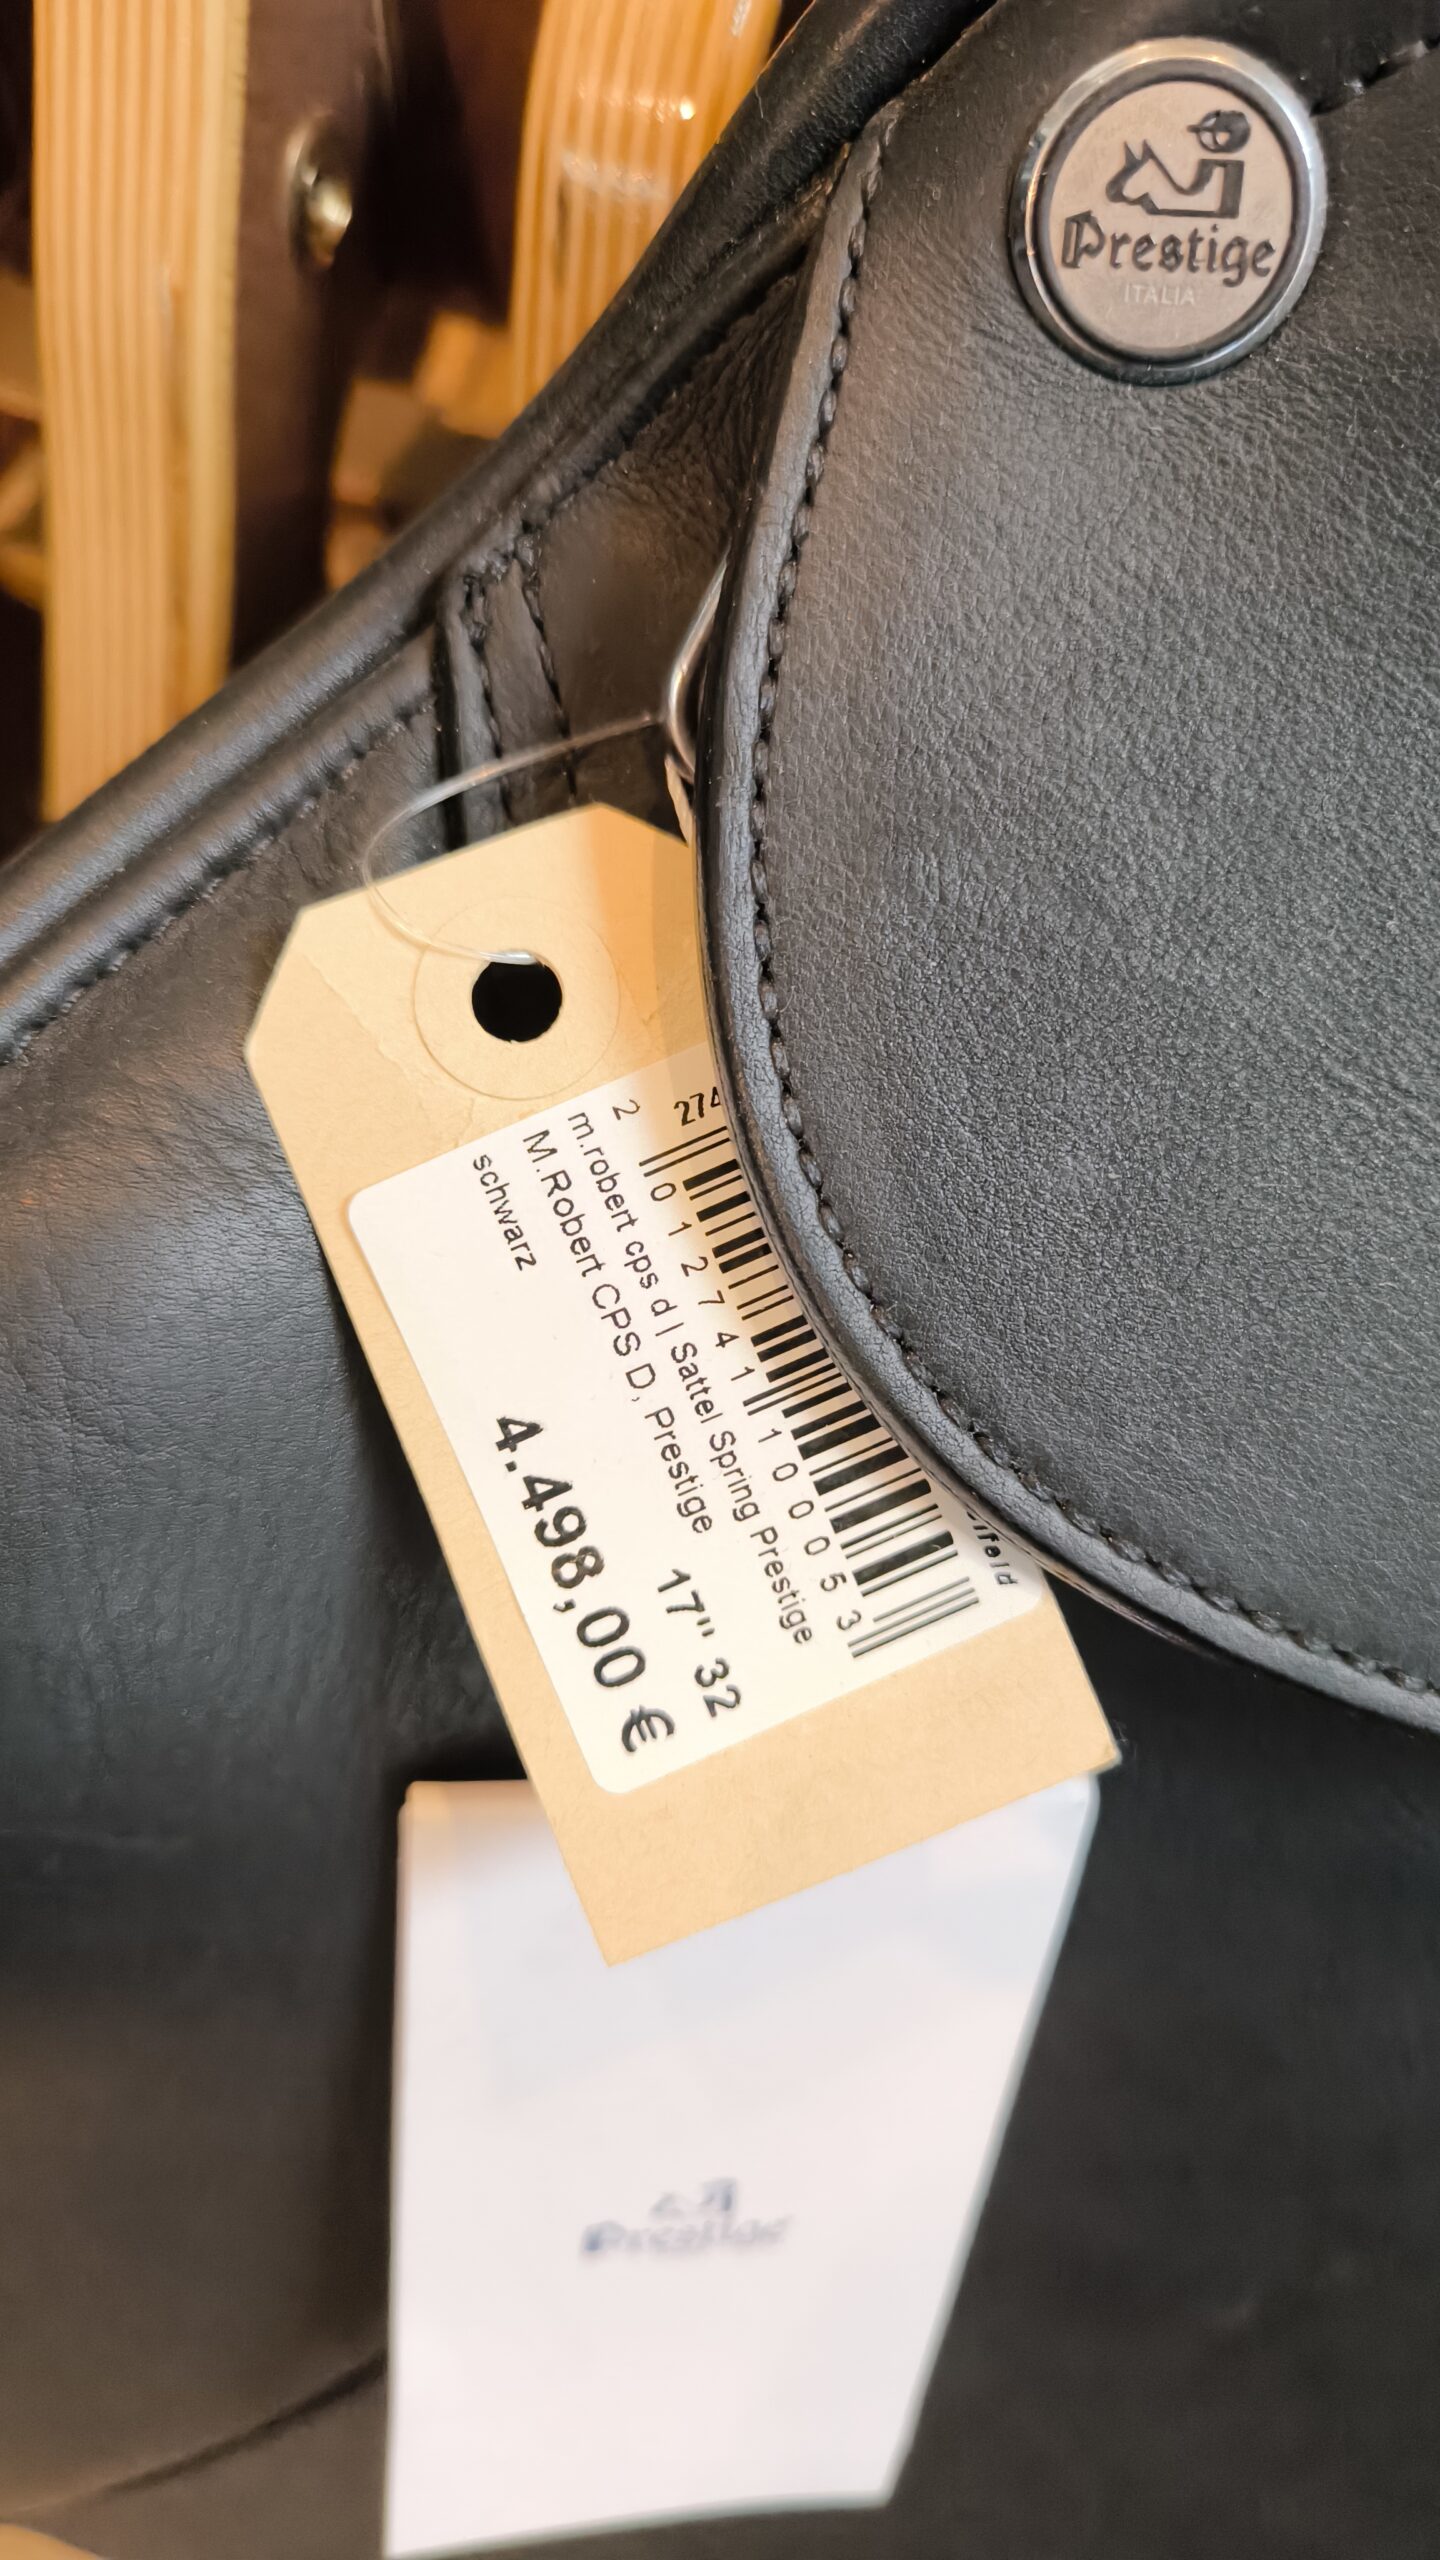 Prestige
ITALIA
274
2 012741 100053
m.robert cps d | Sattel Spring Prestige
M.Robert CPS D, Prestige 17" 32
schwarz
4.498,00 €
Prestige